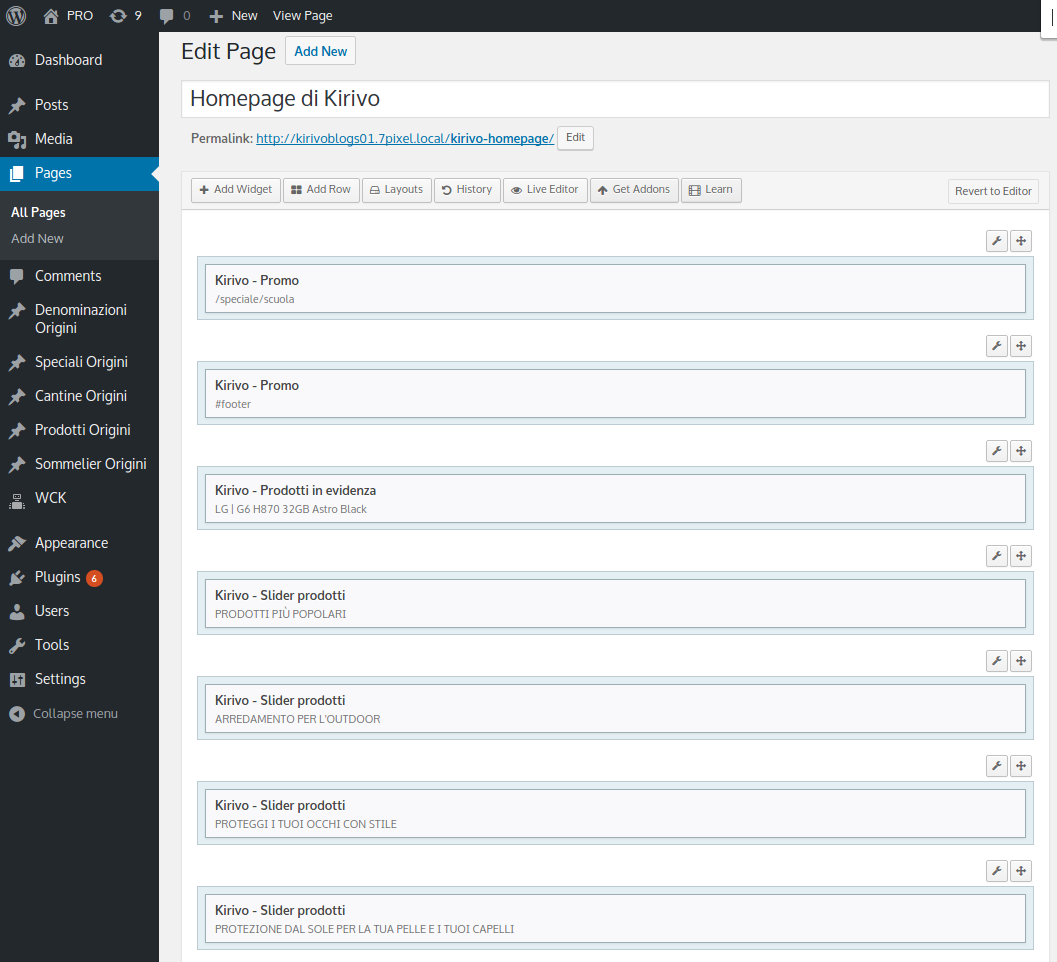 PRO 9 0 New View Page
Dashboard
Posts
Media
Pages
All Pages
Add New
Comments
Denominazioni
Origini
Speciali Origini
Cantine Origini
Prodotti Origini
Sommelier Origini
WCK
Appearance
Plugins 6
Users
Tools
Settings
Collapse menu
Edit Page Add New
Homepage di Kirivo
Permalink: http://kirivoblogs01.7pixel.local/kirivo-homepage/ Edit
Add Widget Add Row Layouts History Live Editor Get Addons Learn Revert to Editor
Kirivo - Promo
/speciale/scuola
Kirivo - Promo
#footer
Kirivo - Prodotti in evidenza
LG | G6 H870 32GB Astro Black
Kirivo - Slider prodotti
PRODOTTI PIÙ POPOLARI
Kirivo - Slider prodotti
ARREDAMENTO PER L'OUTDOOR
Kirivo - Slider prodotti
PROTEGGI I TUOI OCCHI CON STILE
Kirivo - Slider prodotti
PROTEZIONE DAL SOLE PER LA TUA PELLE E I TUOI CAPELLI